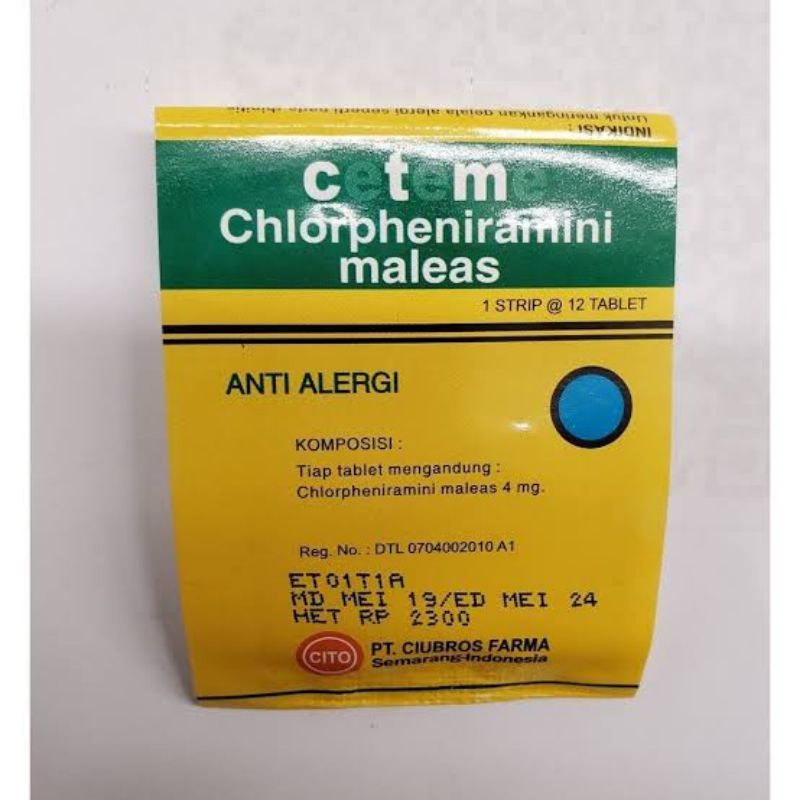 INDIKASI :
Untuk meringankan gejala alergi seperti pada rhinitis
ceteme
Chlorpheniramini
maleas
1 STRIP @ 12 TABLET
ANTI ALERGI
KOMPOSISI :
Tiap tablet mengandung :
Chlorpheniramini maleas 4 mg.
Reg. No. : DTL 0704002010 A1
ET01T1A
MD MEI 19/ED MEI 24
HET RP 2300
CITO
PT. CIUBROS FARMA
Semarang-Indonesia